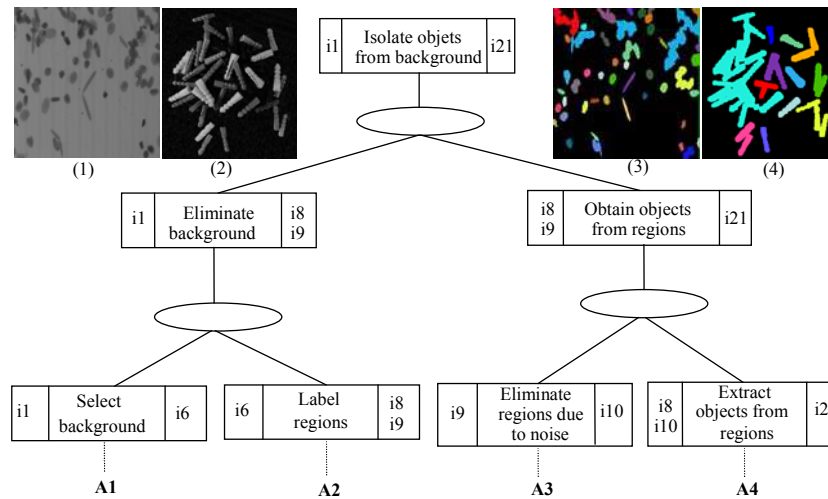 i1 Isolate objets from background i21
(1) (2) (3) (4)
i1 Eliminate background i8 i9
i8 i9 Obtain objects from regions i21
i1 Select background i6
i6 Label regions i8 i9
i9 Eliminate regions due to noise i10
i8 i10 Extract objects from regions i2
A1 A2 A3 A4